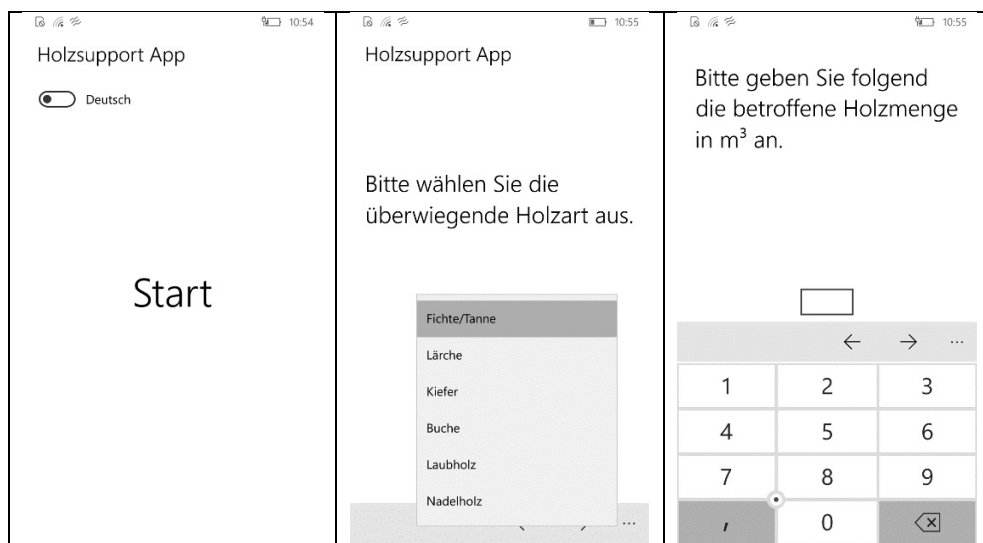 10:54
Holzsupport App
Deutsch
Start
10:55
Holzsupport App
Bitte wählen Sie die
überwiegende Holzart aus.
Fichte/Tanne
Lärche
Kiefer
Buche
Laubholz
Nadelholz
...
10:55
Bitte geben Sie folgend
die betroffene Holzmenge
in m³ an.
← → ...
1 2 3
4 5 6
7 8 9
, 0